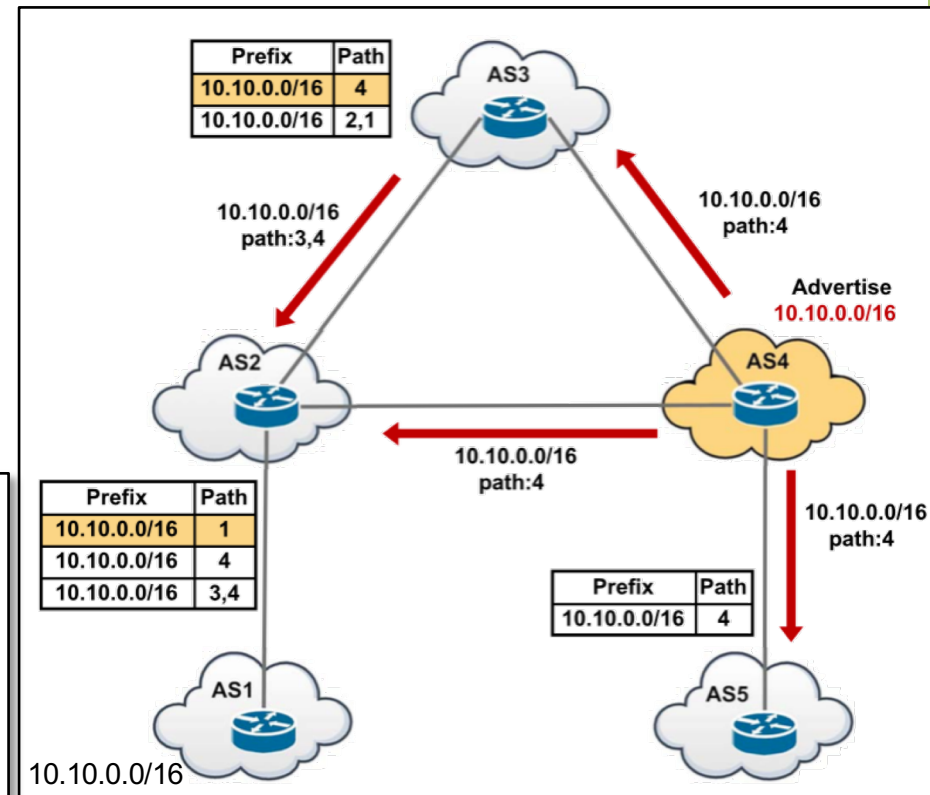 Prefix Path
10.10.0.0/16 4
10.10.0.0/16 2,1
AS3
10.10.0.0/16
path:3,4
10.10.0.0/16
path:4
Advertise
10.10.0.0/16
AS2
AS4
10.10.0.0/16
path:4
Prefix Path
10.10.0.0/16 1
10.10.0.0/16 4
10.10.0.0/16 3,4
10.10.0.0/16
path:4
Prefix Path
10.10.0.0/16 4
AS1
AS5
10.10.0.0/16